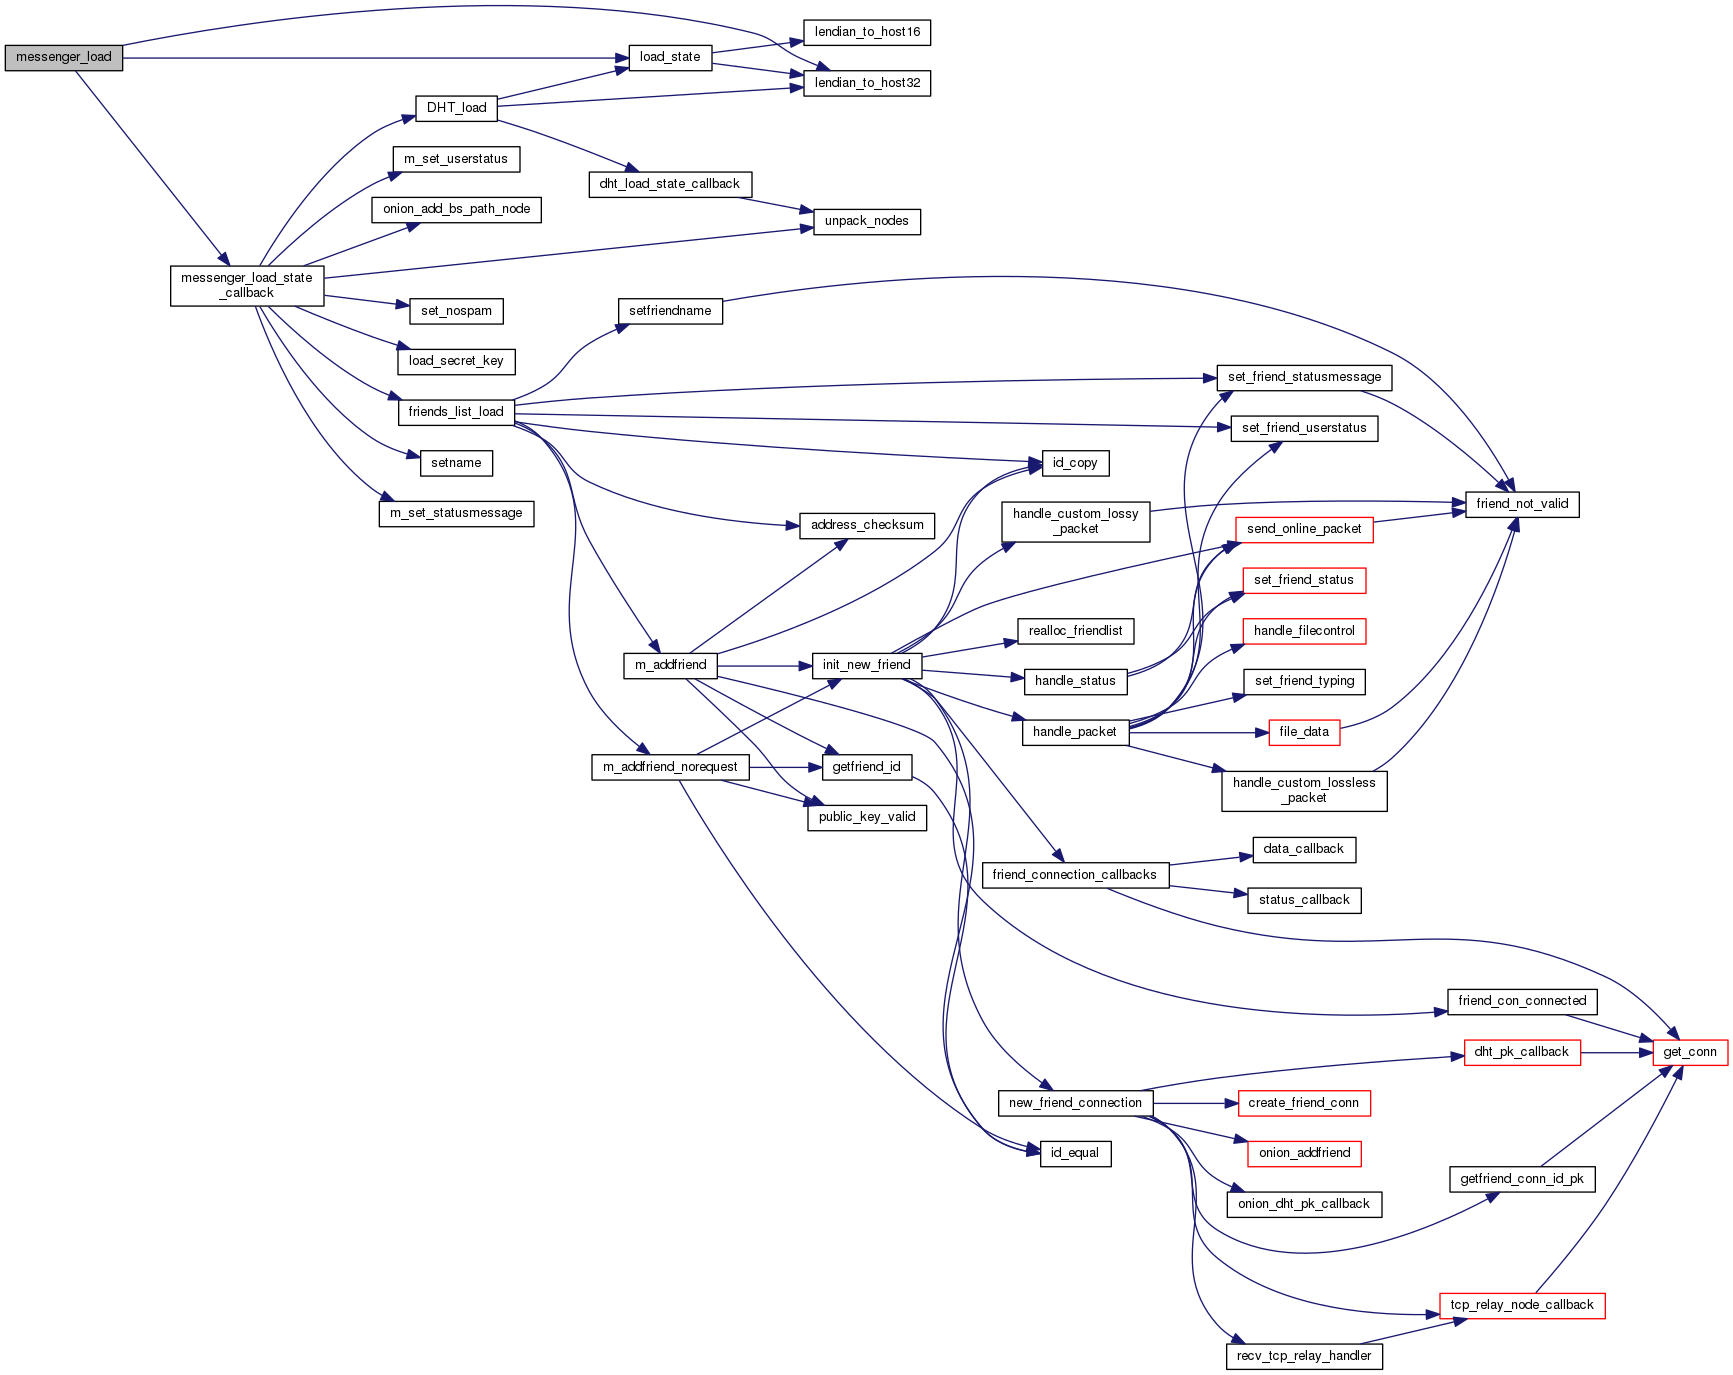 messenger_load
lendian_to_host16
load_state
lendian_to_host32
DHT_load
m_set_userstatus
dht_load_state_callback
onion_add_bs_path_node
unpack_nodes
messenger_load_state
_callback
set_nospam
setfriendname
load_secret_key
set_friend_statusmessage
friends_list_load
set_friend_userstatus
setname
id_copy
m_set_statusmessage
address_checksum
handle_custom_lossy
_packet
send_online_packet
friend_not_valid
set_friend_status
realloc_friendlist
handle_filecontrol
m_addfriend
init_new_friend
handle_status
set_friend_typing
handle_packet
file_data
m_addfriend_norequest
getfriend_id
handle_custom_lossless
_packet
public_key_valid
data_callback
friend_connection_callbacks
status_callback
friend_con_connected
dht_pk_callback
get_conn
new_friend_connection
create_friend_conn
id_equal
onion_addfriend
getfriend_conn_id_pk
onion_dht_pk_callback
tcp_relay_node_callback
recv_tcp_relay_handler